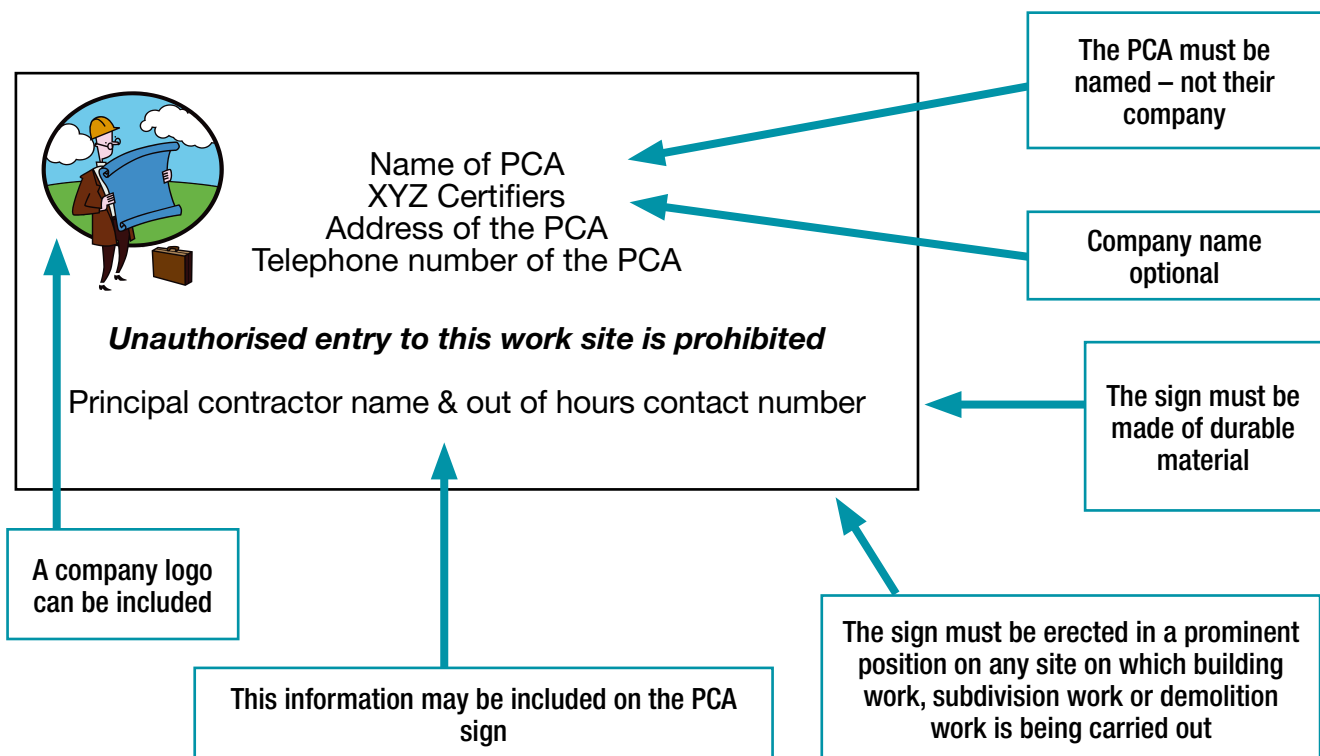 The PCA must be
named – not their
company
Name of PCA
XYZ Certifiers
Address of the PCA
Telephone number of the PCA
Company name
optional
Unauthorised entry to this work site is prohibited
Principal contractor name & out of hours contact number
The sign must be
made of durable
material
A company logo
can be included
This information may be included on the PCA
sign
The sign must be erected in a prominent
position on any site on which building
work, subdivision work or demolition
work is being carried out